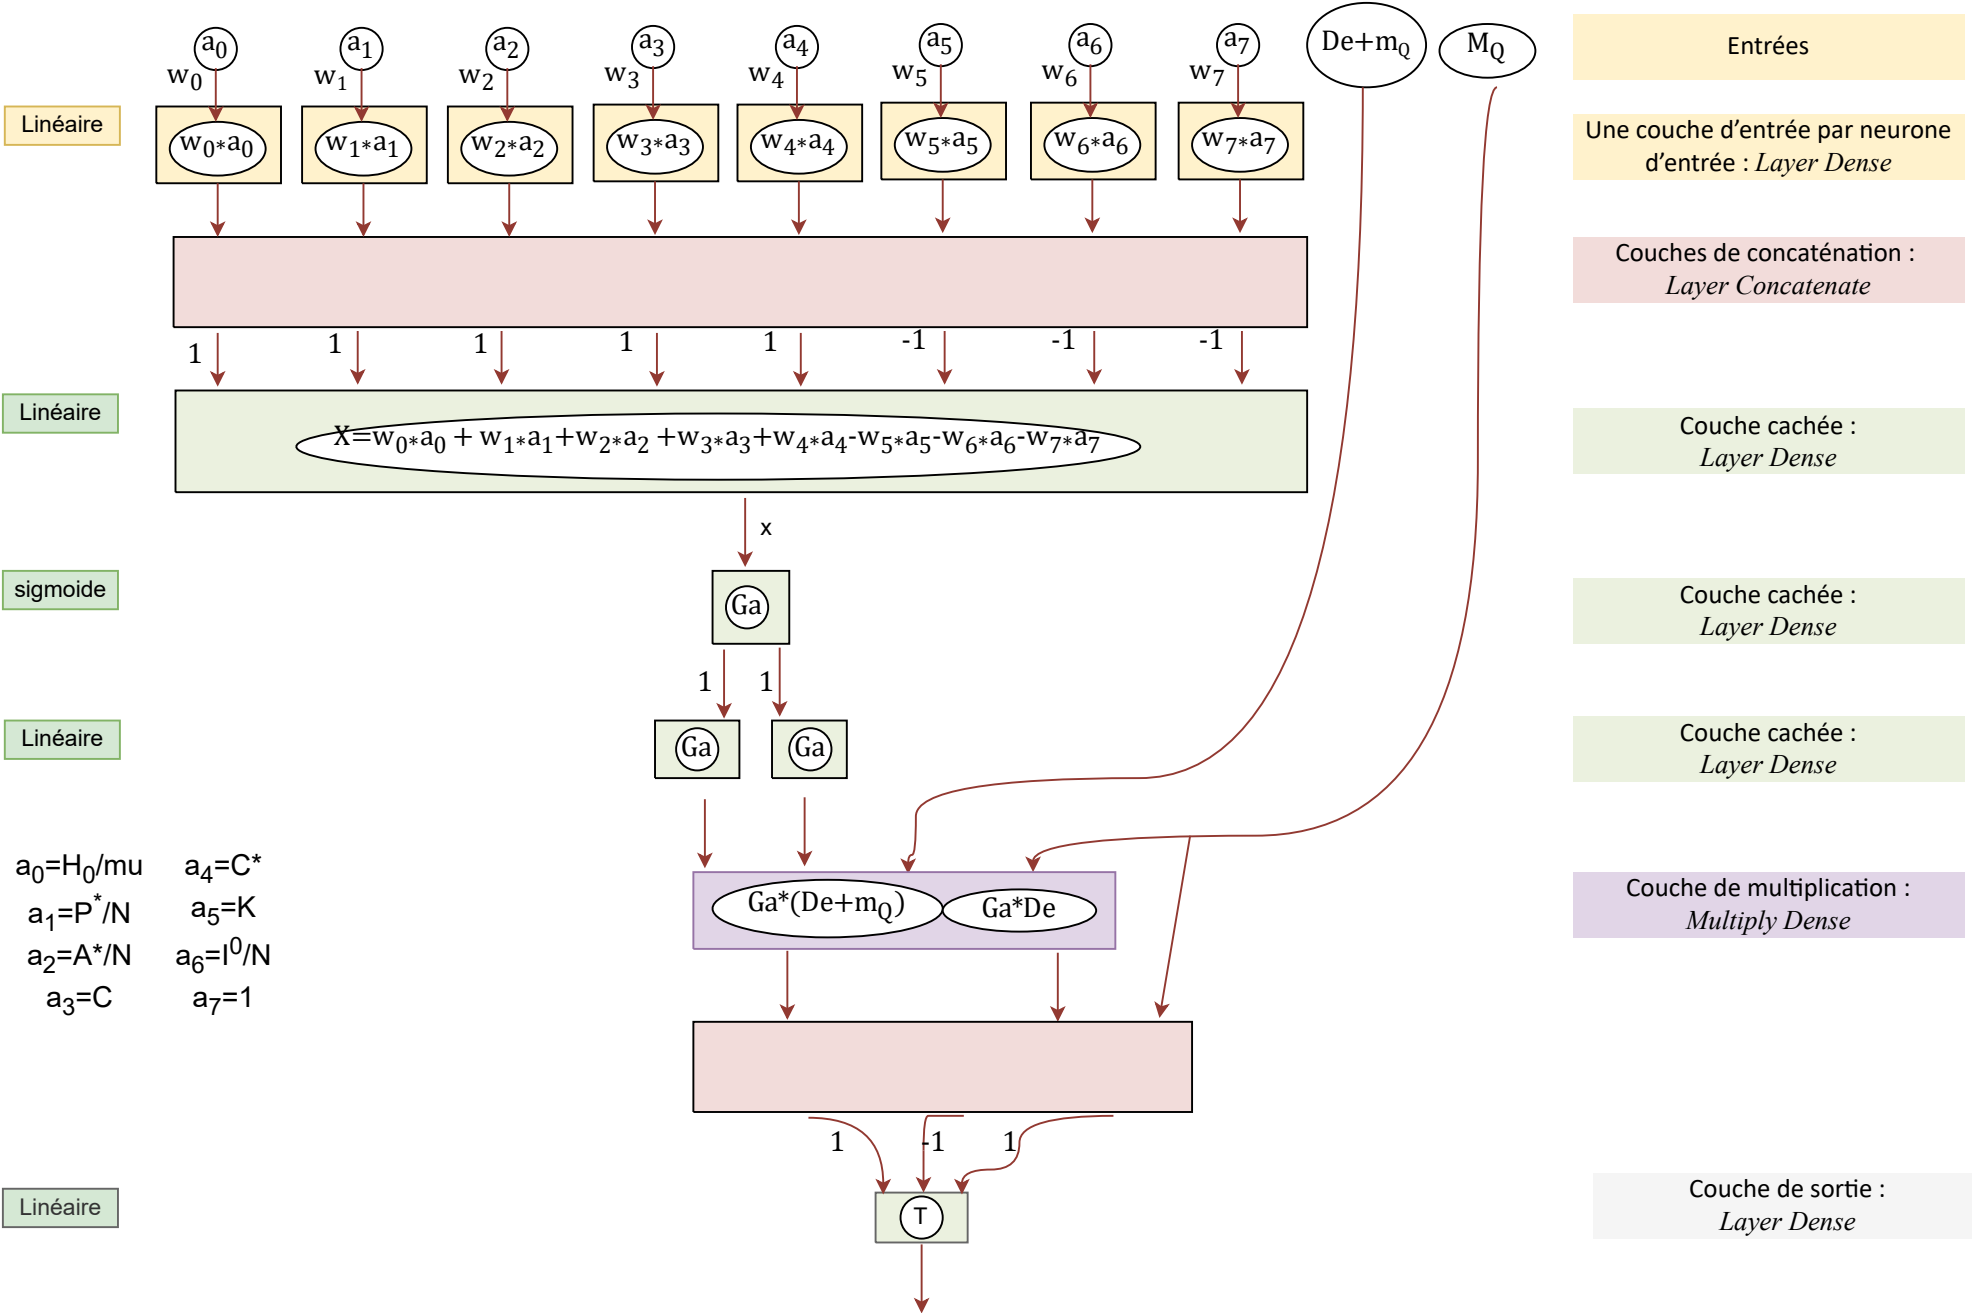 a₀ a₁ a₂ a₃ a₄ a₅ a₆ a₇ De+m_Q M_Q Entrées
w₀ w₁ w₂ w₃ w₄ w₅ w₆ w₇
Linéaire
w₀*a₀ w₁*a₁ w₂*a₂ w₃*a₃ w₄*a₄ w₅*a₅ w₆*a₆ w₇*a₇
Une couche d'entrée par neurone
d'entrée : Layer Dense
Couches de concaténation :
Layer Concatenate
1 1 1 1 1 -1 -1 -1
Linéaire
X=w₀*a₀ + w₁*a₁+w₂*a₂ +w₃*a₃+w₄*a₄-w₅*a₅-w₆*a₆-w₇*a₇
Couche cachée :
Layer Dense
x
sigmoide
Ga
Couche cachée :
Layer Dense
1 1
Linéaire
Ga Ga
Couche cachée :
Layer Dense
a₀=H₀/mu a₄=C*
a₁=P*/N a₅=K
a₂=A*/N a₆=I⁰/N
a₃=C a₇=1
Ga*(De+m_Q) Ga*De
Couche de multiplication :
Multiply Dense
1 -1 1
Linéaire
T
Couche de sortie :
Layer Dense